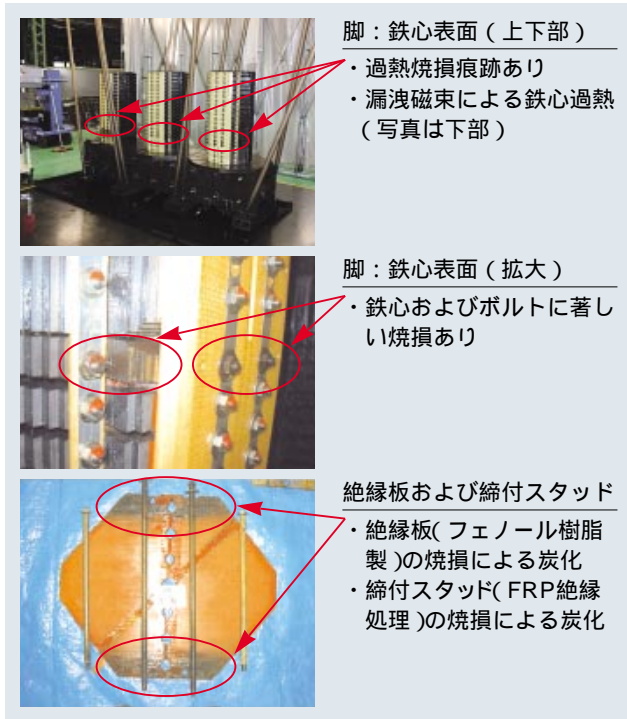 脚：鉄心表面（上下部）
・過熱焼損痕跡あり
・漏洩磁束による鉄心過熱
（写真は下部）
脚：鉄心表面（拡大）
・鉄心およびボルトに著し
い焼損あり
絶縁板および締付スタッド
・絶縁板(フェノール樹脂
製)の焼損による炭化
・締付スタッド(FRP絶縁
処理)の焼損による炭化